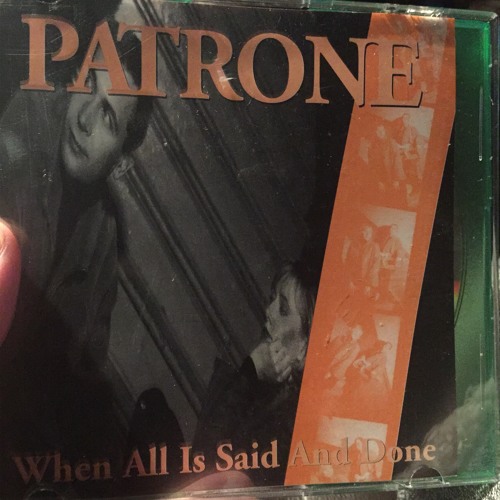 PATRONE
When All Is Said And Done